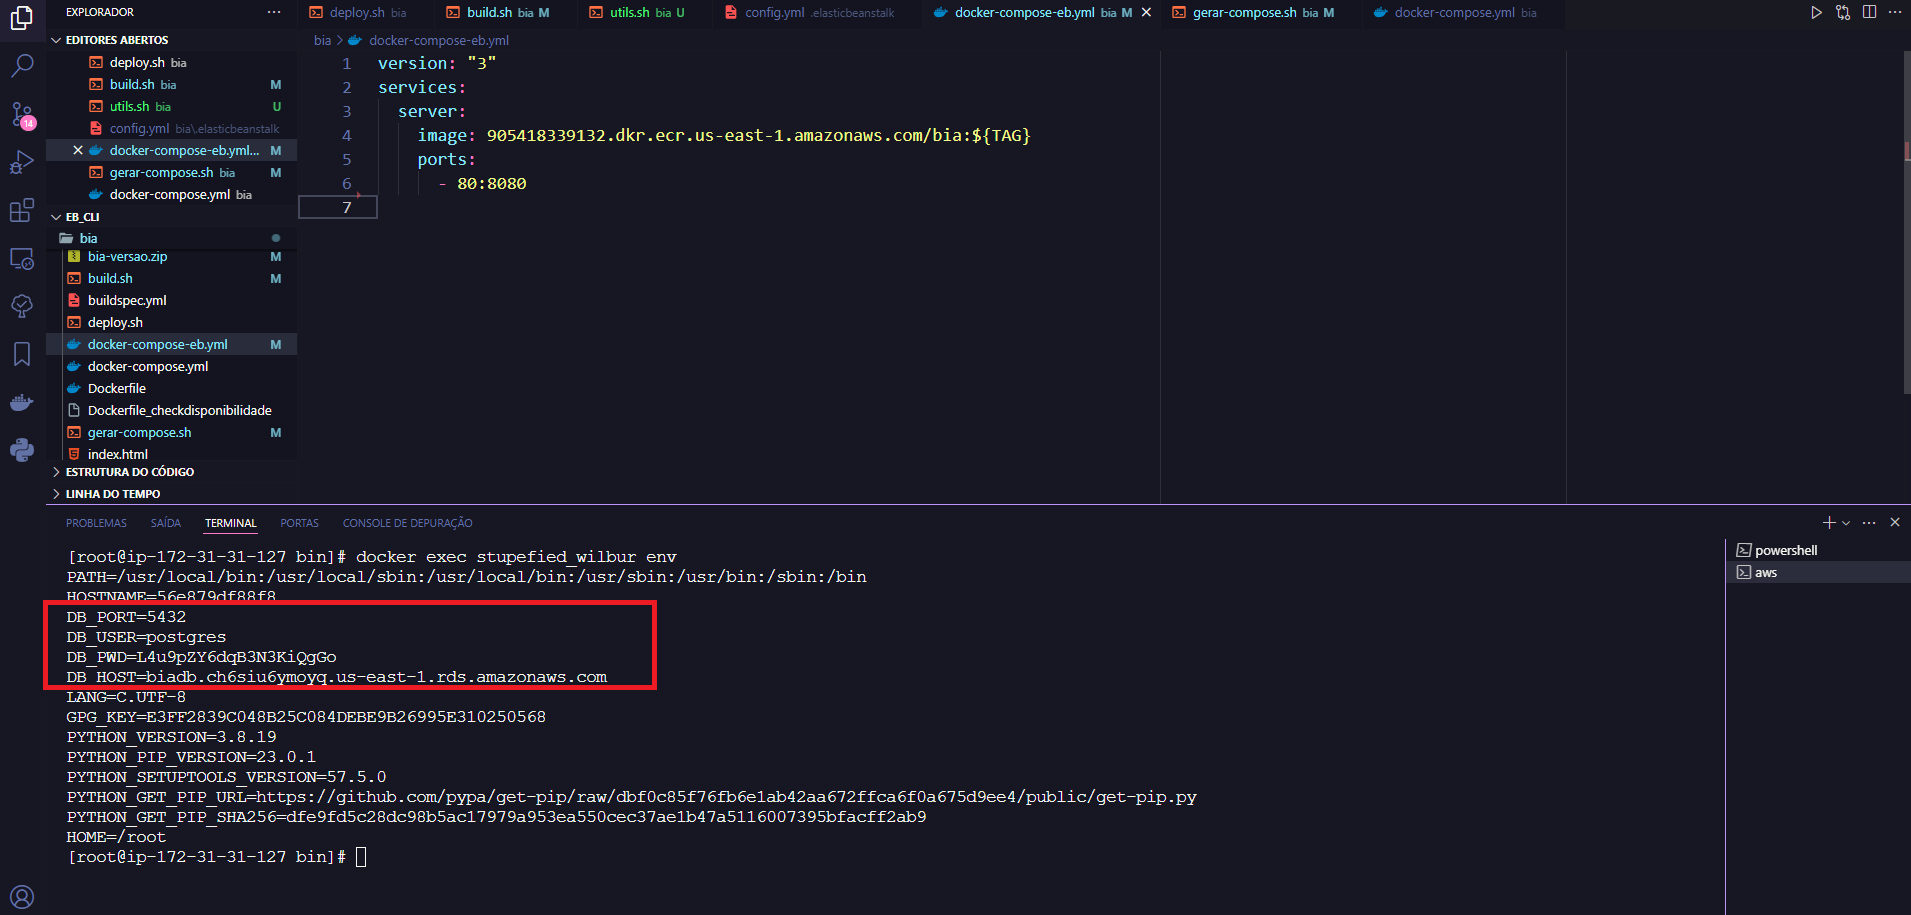 EXPLORADOR
EDITORES ABERTOS
deploy.sh bia
build.sh bia M
utils.sh bia U
config.yml bia\.elasticbeanstalk
docker-compose-eb.yml... M
gerar-compose.sh bia M
docker-compose.yml bia
14
EB_CLI
bia
bia-versao.zip M
build.sh M
buildspec.yml
deploy.sh
docker-compose-eb.yml M
docker-compose.yml
Dockerfile
Dockerfile_checkdisponibilidade
gerar-compose.sh M
index.html
ESTRUTURA DO CÓDIGO
LINHA DO TEMPO
deploy.sh bia
build.sh bia M
utils.sh bia U
config.yml .elasticbeanstalk
docker-compose-eb.yml bia M
gerar-compose.sh bia M
docker-compose.yml bia
bia > docker-compose-eb.yml
1 version: "3"
2 services:
3 server:
4 image: 905418339132.dkr.ecr.us-east-1.amazonaws.com/bia:${TAG}
5 ports:
6 - 80:8080
7
PROBLEMAS SAÍDA TERMINAL PORTAS CONSOLE DE DEPURAÇÃO
[root@ip-172-31-31-127 bin]# docker exec stupefied_wilbur env
PATH=/usr/local/bin:/usr/local/sbin:/usr/local/bin:/usr/sbin:/usr/bin:/sbin:/bin
HOSTNAME=56e879df88f8
DB_PORT=5432
DB_USER=postgres
DB_PWD=L4u9pZY6dqB3N3KiQgGo
DB_HOST=biadb.ch6siu6ymoyq.us-east-1.rds.amazonaws.com
LANG=C.UTF-8
GPG_KEY=E3FF2839C048B25C084DEBE9B26995E310250568
PYTHON_VERSION=3.8.19
PYTHON_PIP_VERSION=23.0.1
PYTHON_SETUPTOOLS_VERSION=57.5.0
PYTHON_GET_PIP_URL=https://github.com/pypa/get-pip/raw/dbf0c85f76fb6e1ab42aa672ffca6f0a675d9ee4/public/get-pip.py
PYTHON_GET_PIP_SHA256=dfe9fd5c28dc98b5ac17979a953ea550cec37ae1b47a5116007395bfacff2ab9
HOME=/root
[root@ip-172-31-31-127 bin]#
powershell
aws